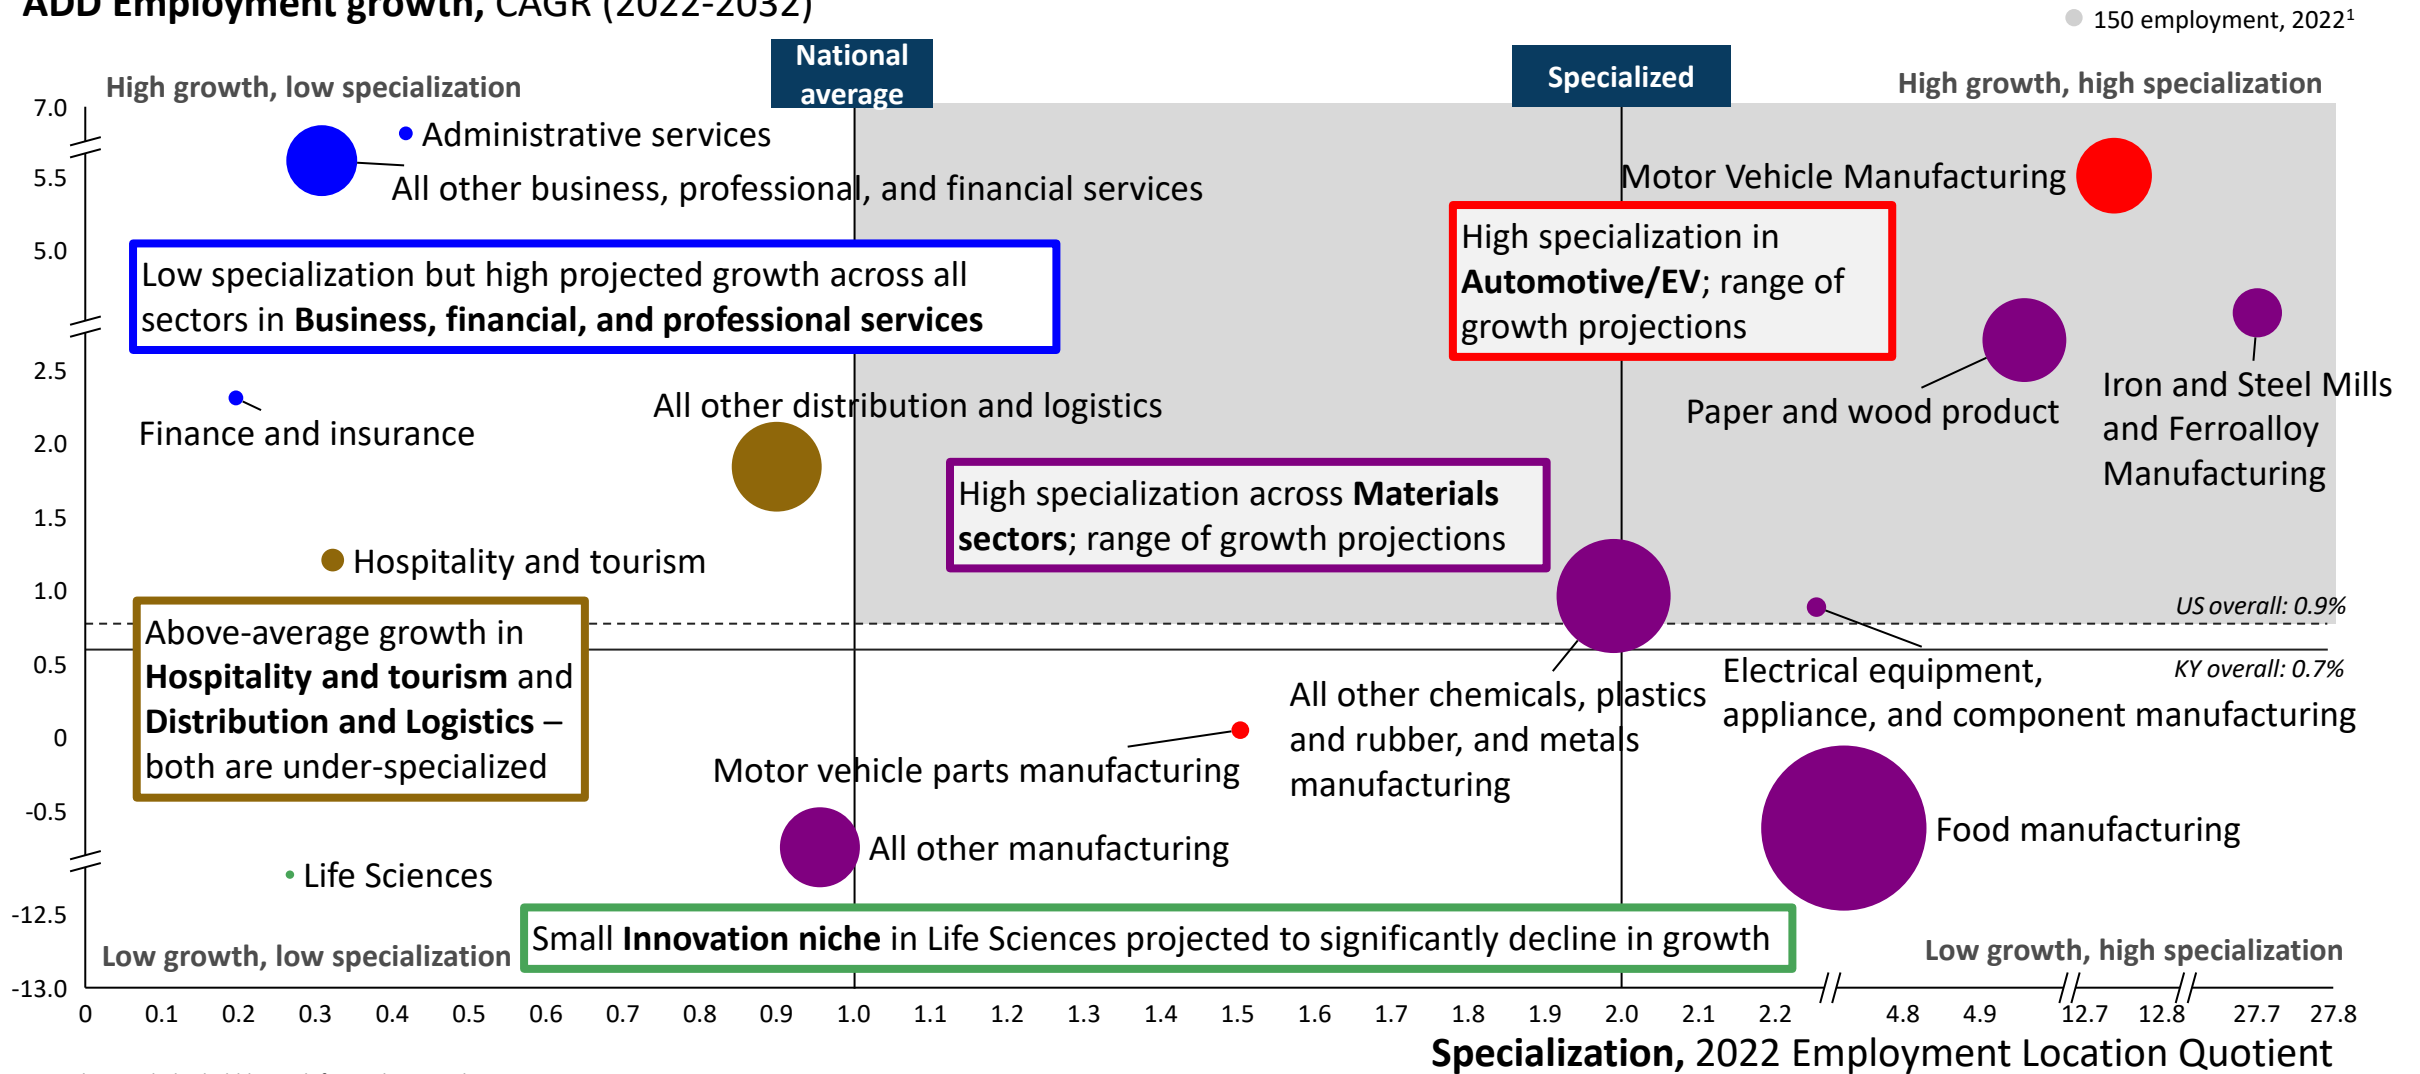 ADD Employment growth, CAGR (2022-2032)
150 employment, 2022¹
National
average
Specialized
High growth, low specialization
High growth, high specialization
7.0
Administrative services
5.5
All other business, professional, and financial services
Motor Vehicle Manufacturing
5.0
Low specialization but high projected growth across all
sectors in Business, financial, and professional services
High specialization in
Automotive/EV; range of
growth projections
2.5
Finance and insurance
All other distribution and logistics
Paper and wood product
Iron and Steel Mills
and Ferroalloy
Manufacturing
2.0
1.5
High specialization across Materials
sectors; range of growth projections
Hospitality and tourism
1.0
US overall: 0.9%
Above-average growth in
Hospitality and tourism and
Distribution and Logistics –
both are under-specialized
0.5
KY overall: 0.7%
All other chemicals, plastics
and rubber, and metals
manufacturing
Electrical equipment,
appliance, and component manufacturing
0
Motor vehicle parts manufacturing
-0.5
All other manufacturing
Food manufacturing
Life Sciences
-12.5
Small Innovation niche in Life Sciences projected to significantly decline in growth
Low growth, low specialization
Low growth, high specialization
-13.0
0 0.1 0.2 0.3 0.4 0.5 0.6 0.7 0.8 0.9 1.0 1.1 1.2 1.3 1.4 1.5 1.6 1.7 1.8 1.9 2.0 2.1 2.2 4.8 4.9 12.7 12.8 27.7 27.8
Specialization, 2022 Employment Location Quotient